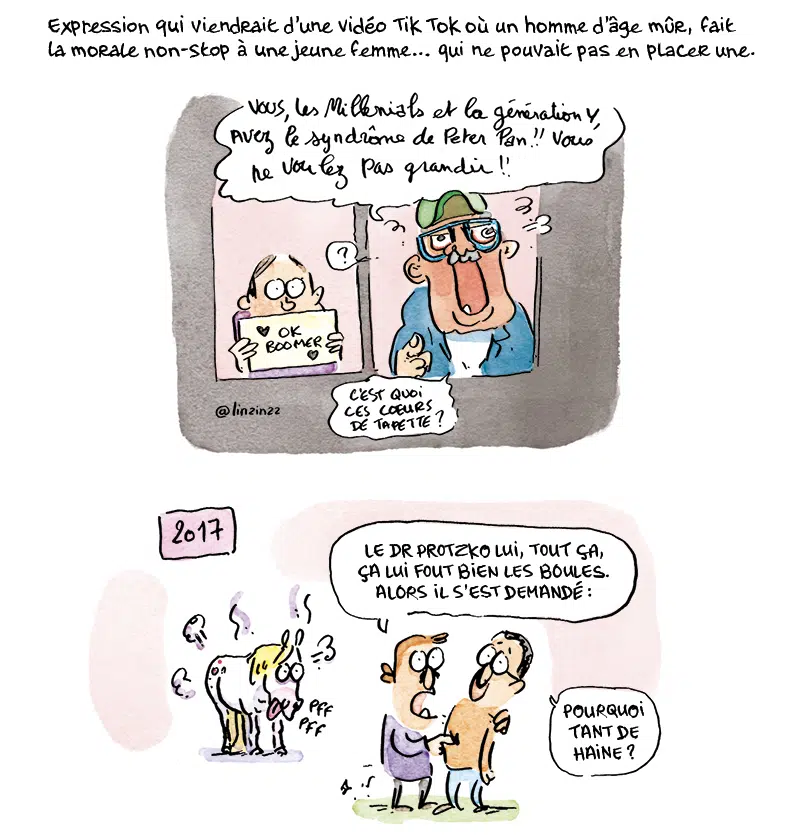 Expression qui viendrait d'une vidéo Tik Tok où un homme d'âge mûr, fait
la morale non-stop à une jeune femme... qui ne pouvait pas en placer une.
Vous, les Millenials et la génération Y,
Avez le syndrôme de Peter Pan!! Vous
ne voulez pas grandir!!
?
OK
BOOMER
@linzin22
C'EST QUOI
CES COEURS
DE TAPETTE?
2017
LE DR PROTZKO LUI, TOUT ÇA,
ÇA LUI FOUT BIEN LES BOULES.
ALORS IL S'EST DEMANDÉ:
PFF
PFF
POURQUOI
TANT DE
HAINE?